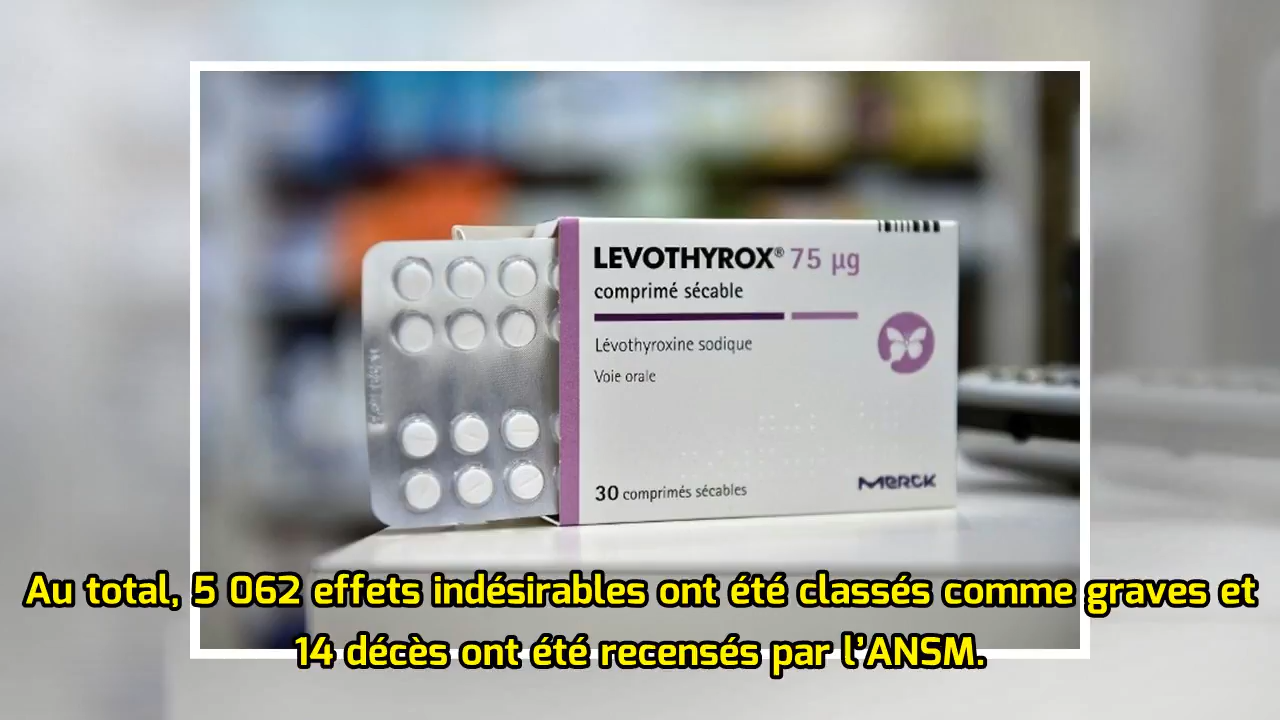 LEVOTHYROX® 75 µg
comprimé sécable
Lévothyroxine sodique
Voie orale
30 comprimés sécables
MERCK
Au total, 5 062 effets indésirables ont été classés comme graves et
14 décès ont été recensés par l’ANSM.